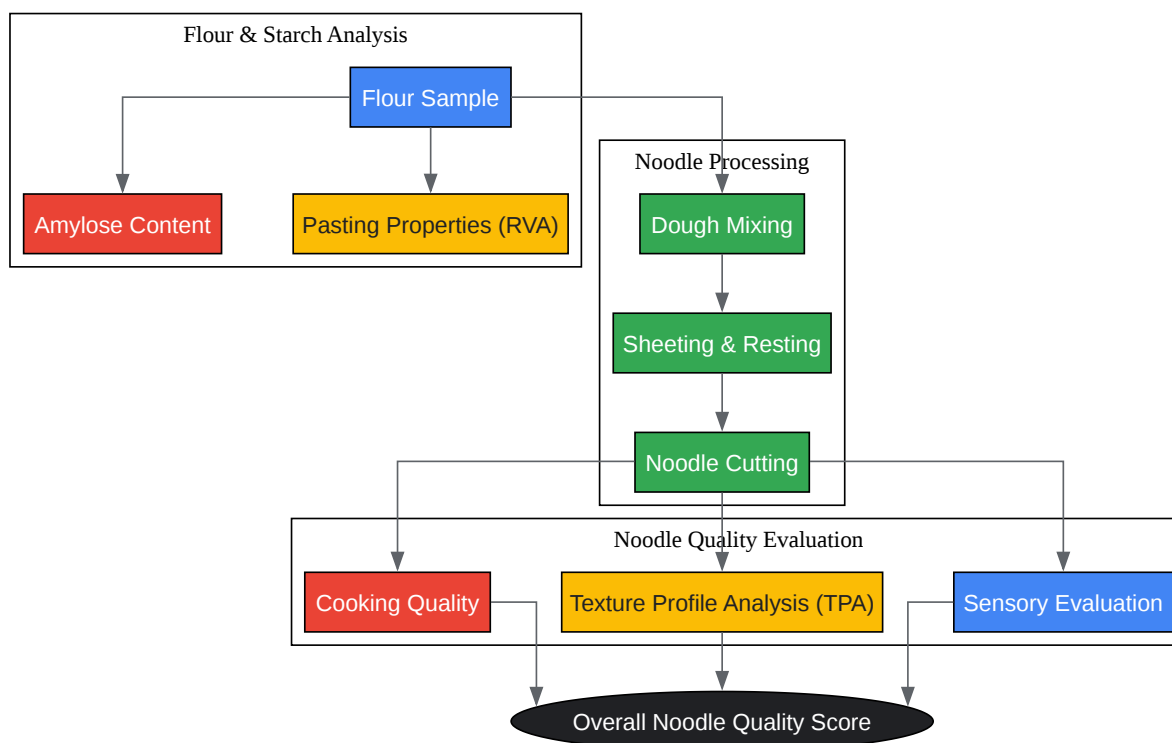 Flour & Starch Analysis
Flour Sample
Noodle Processing
Amylose Content
Pasting Properties (RVA)
Dough Mixing
Sheeting & Resting
Noodle Cutting
Noodle Quality Evaluation
Cooking Quality
Texture Profile Analysis (TPA)
Sensory Evaluation
Overall Noodle Quality Score